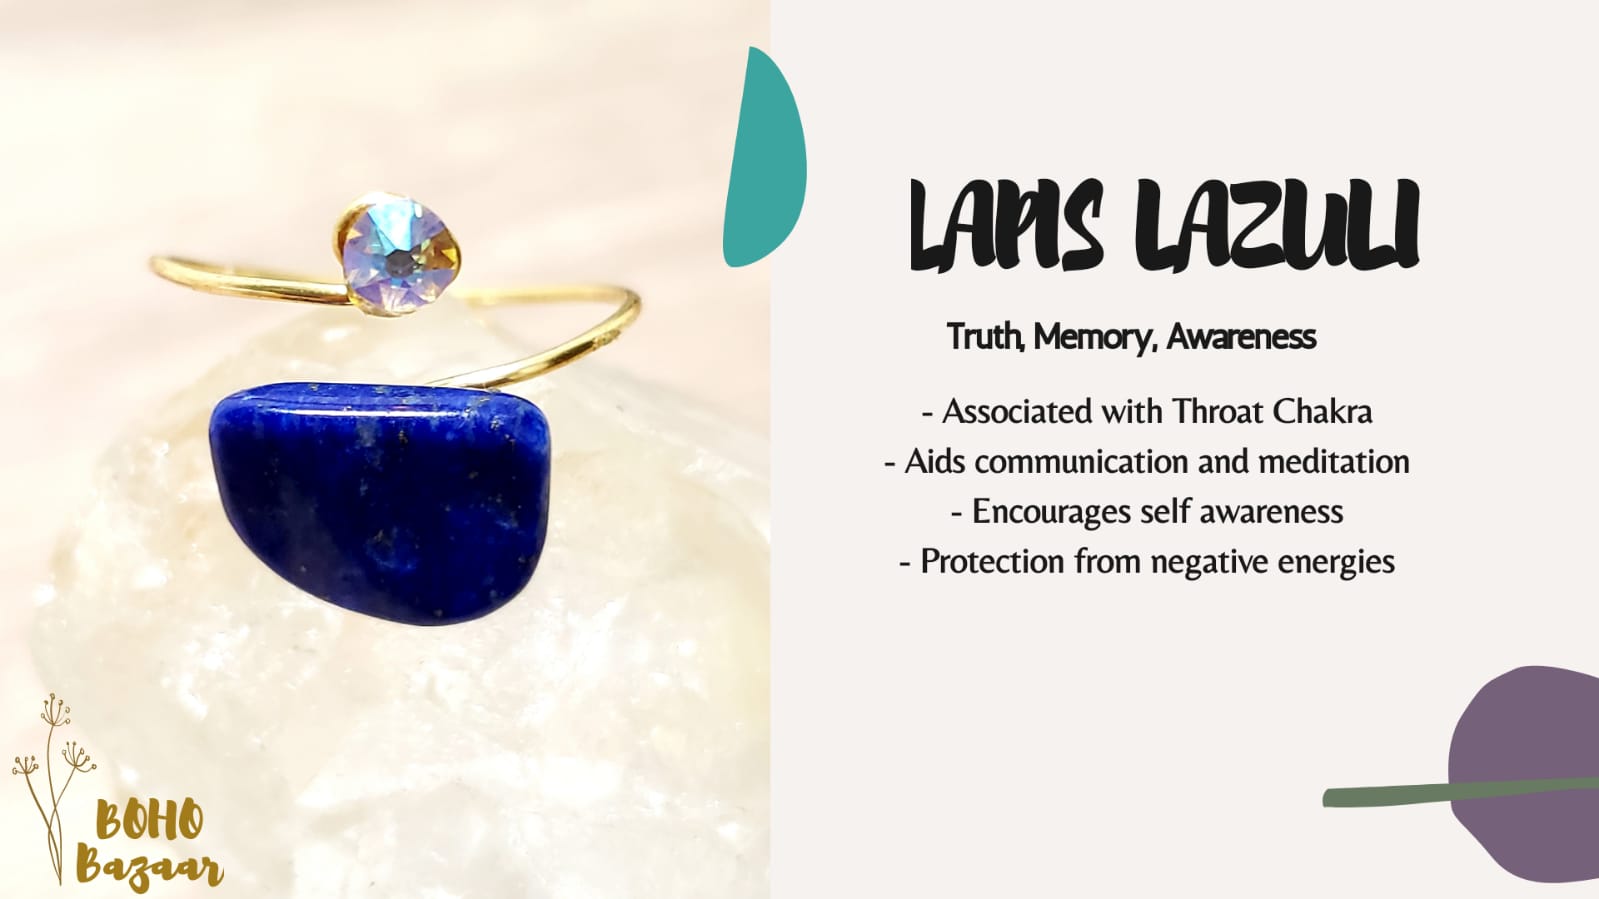 LAPIS LAZULI
Truth, Memory, Awareness
- Associated with Throat Chakra
- Aids communication and meditation
- Encourages self awareness
- Protection from negative energies
BOHO
Bazaar